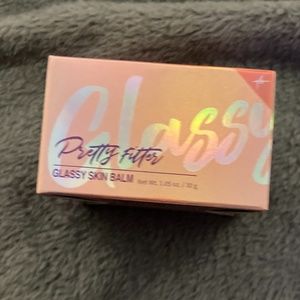 Glassy
Pretty Filter
GLASSY SKIN BALM
Net Wt. 1.05 oz. / 30 g